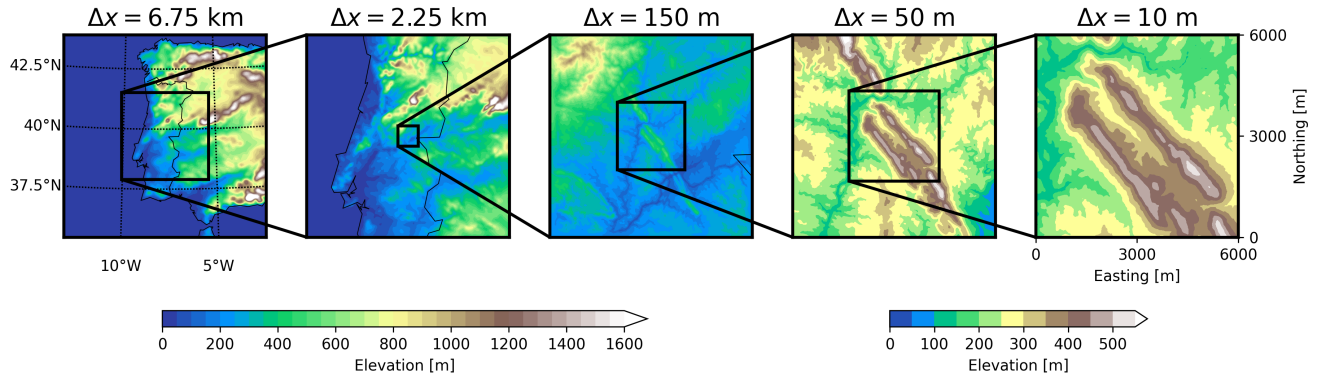 Δx = 6.75 km
Δx = 2.25 km
Δx = 150 m
Δx = 50 m
Δx = 10 m
42.5°N
40°N
37.5°N
10°W
5°W
6000
3000
0
Northing [m]
0
3000
6000
Easting [m]
0
200
400
600
800
1000
1200
1400
1600
Elevation [m]
0
100
200
300
400
500
Elevation [m]